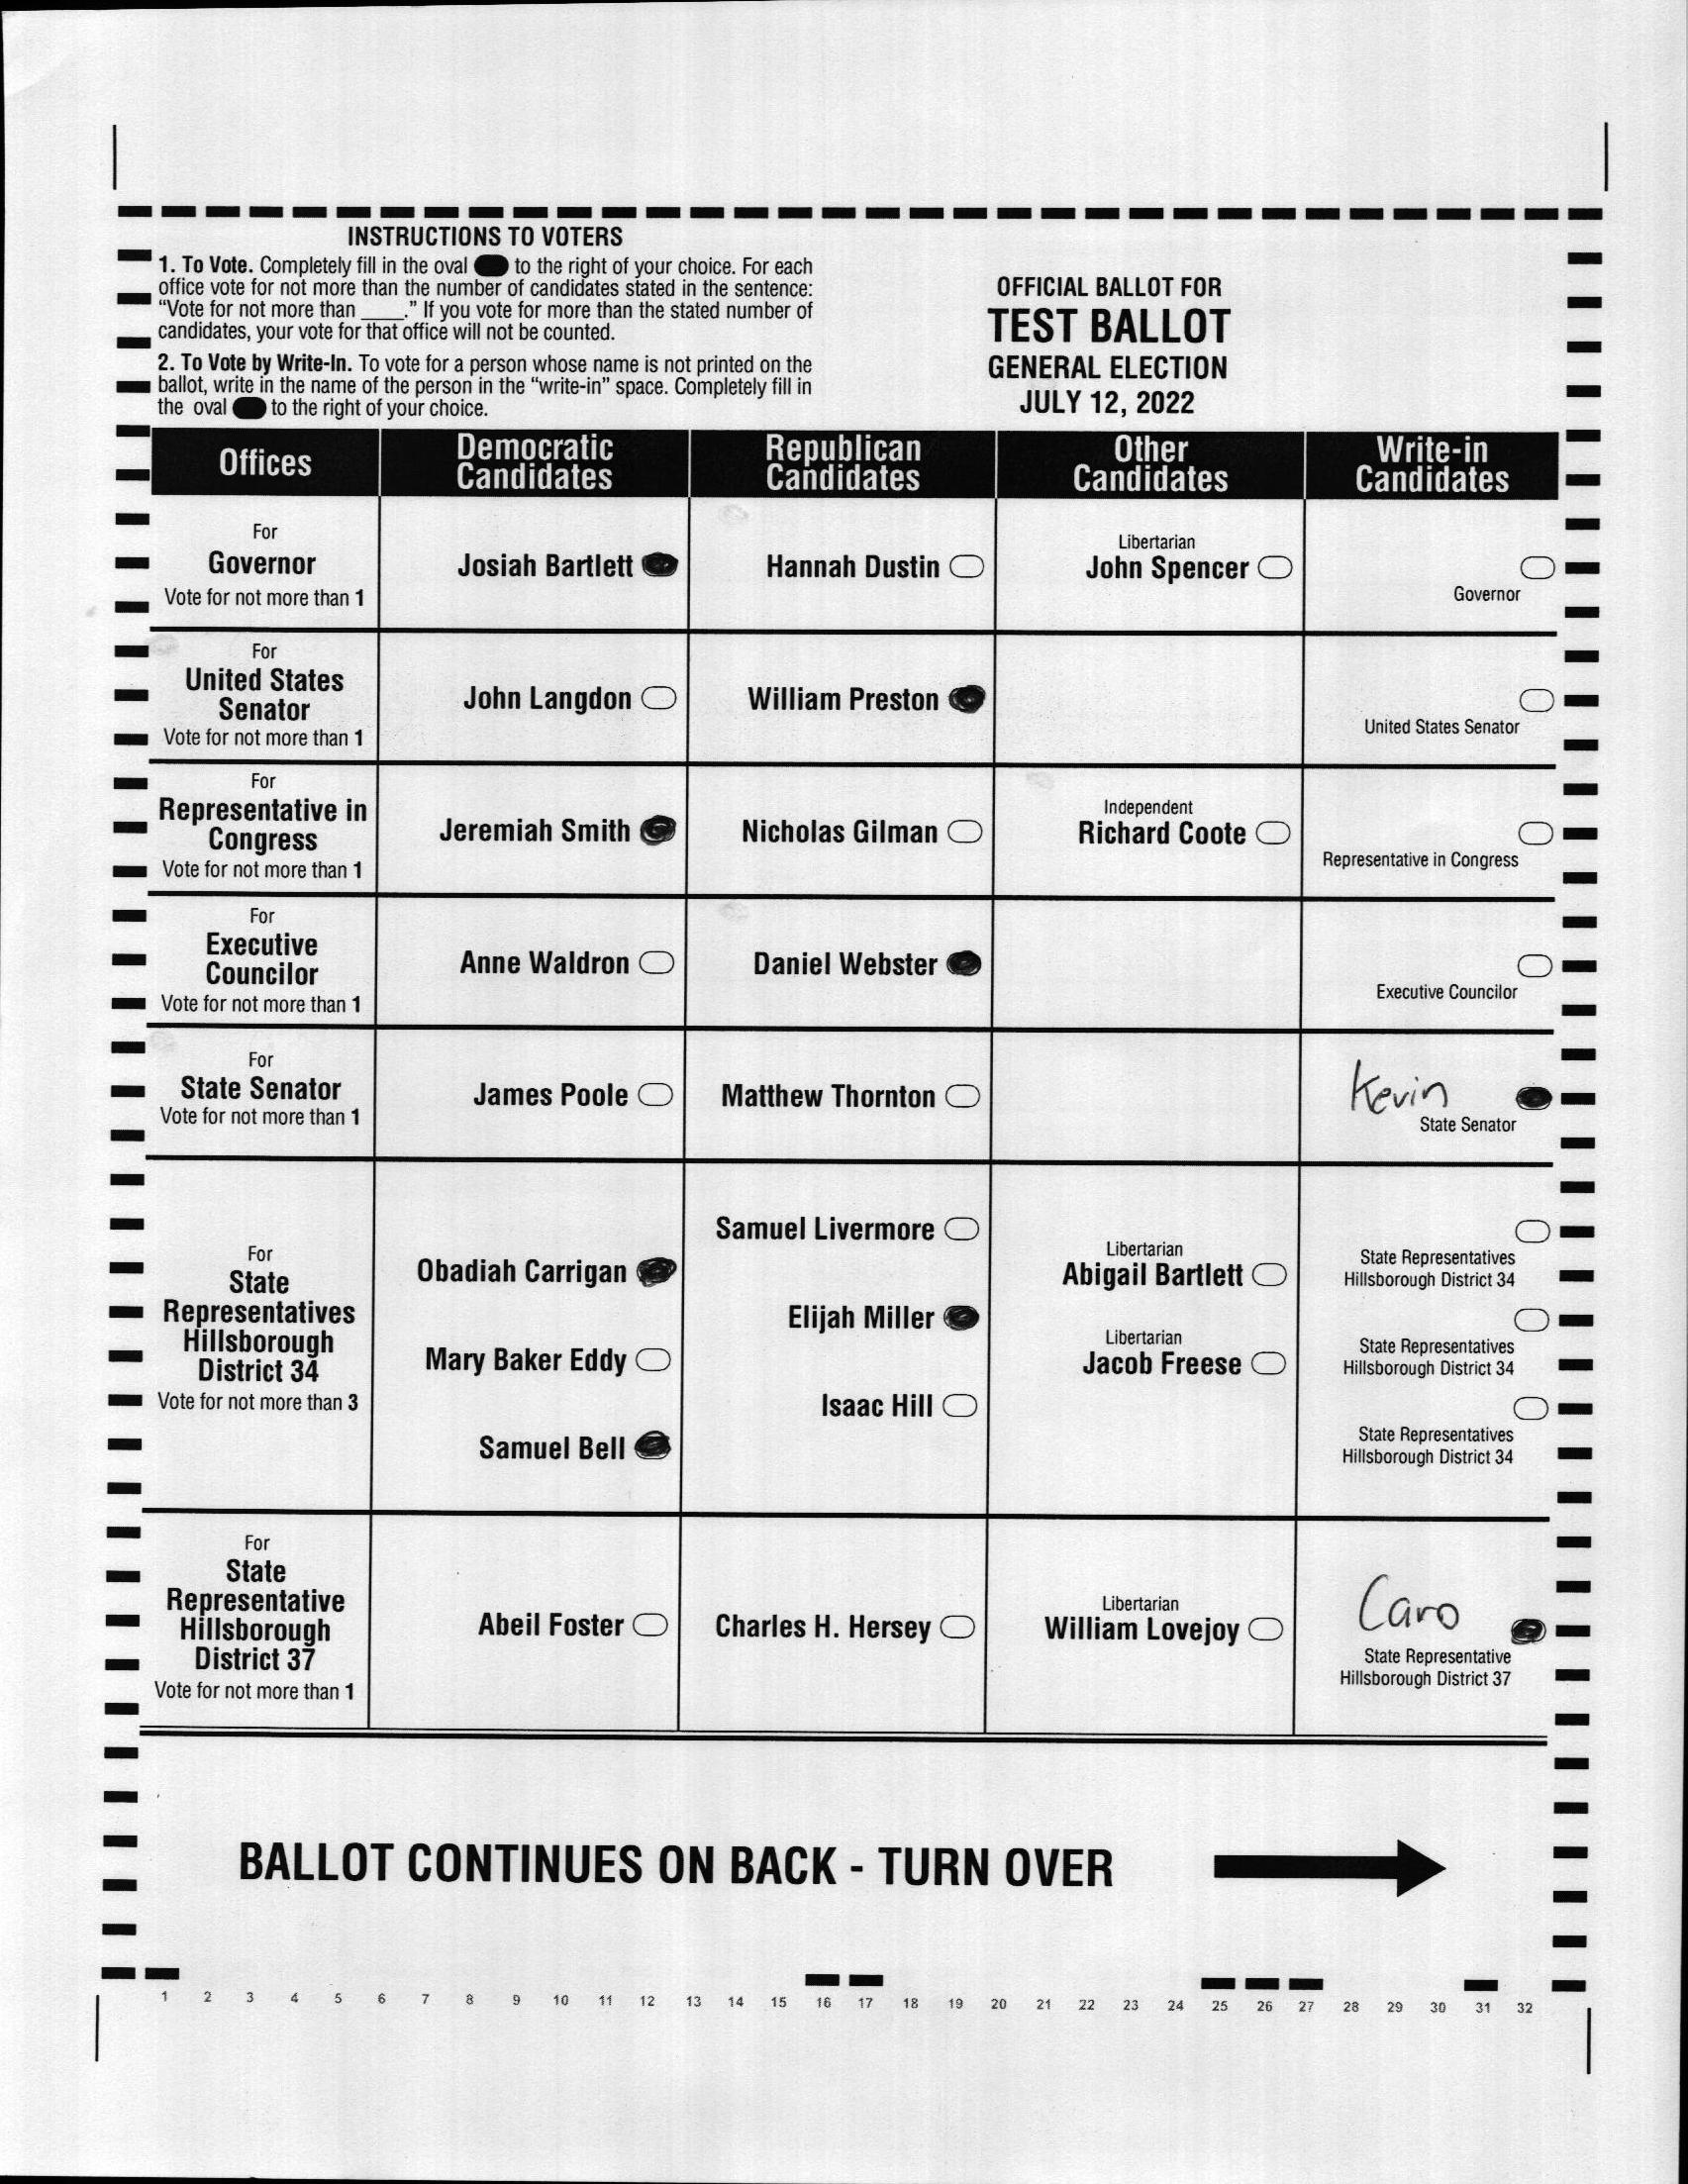 INSTRUCTIONS TO VOTERS
1. To Vote. Completely fill in the oval to the right of your choice. For each
office vote for not more than the number of candidates stated in the sentence:
“Vote for not more than ____.” If you vote for more than the stated number of
candidates, your vote for that office will not be counted.
2. To Vote by Write-In. To vote for a person whose name is not printed on the
ballot, write in the name of the person in the “write-in” space. Completely fill in
the oval to the right of your choice.
OFFICIAL BALLOT FOR
TEST BALLOT
GENERAL ELECTION
JULY 12, 2022
Offices
Democratic
Candidates
Republican
Candidates
Other
Candidates
Write-in
Candidates
For
Governor
Vote for not more than 1
Josiah Bartlett
Hannah Dustin
Libertarian
John Spencer
Governor
For
United States
Senator
Vote for not more than 1
John Langdon
William Preston
United States Senator
For
Representative in
Congress
Vote for not more than 1
Jeremiah Smith
Nicholas Gilman
Independent
Richard Coote
Representative in Congress
For
Executive
Councilor
Vote for not more than 1
Anne Waldron
Daniel Webster
Executive Councilor
For
State Senator
Vote for not more than 1
James Poole
Matthew Thornton
Kevin
State Senator
For
State
Representatives
Hillsborough
District 34
Vote for not more than 3
Obadiah Carrigan
Mary Baker Eddy
Samuel Bell
Samuel Livermore
Elijah Miller
Isaac Hill
Libertarian
Abigail Bartlett
Libertarian
Jacob Freese
State Representatives
Hillsborough District 34
State Representatives
Hillsborough District 34
State Representatives
Hillsborough District 34
For
State
Representative
Hillsborough
District 37
Vote for not more than 1
Abeil Foster
Charles H. Hersey
Libertarian
William Lovejoy
Caro
State Representative
Hillsborough District 37
BALLOT CONTINUES ON BACK - TURN OVER
1 2 3 4 5 6 7 8 9 10 11 12 13 14 15 16 17 18 19 20 21 22 23 24 25 26 27 28 29 30 31 32